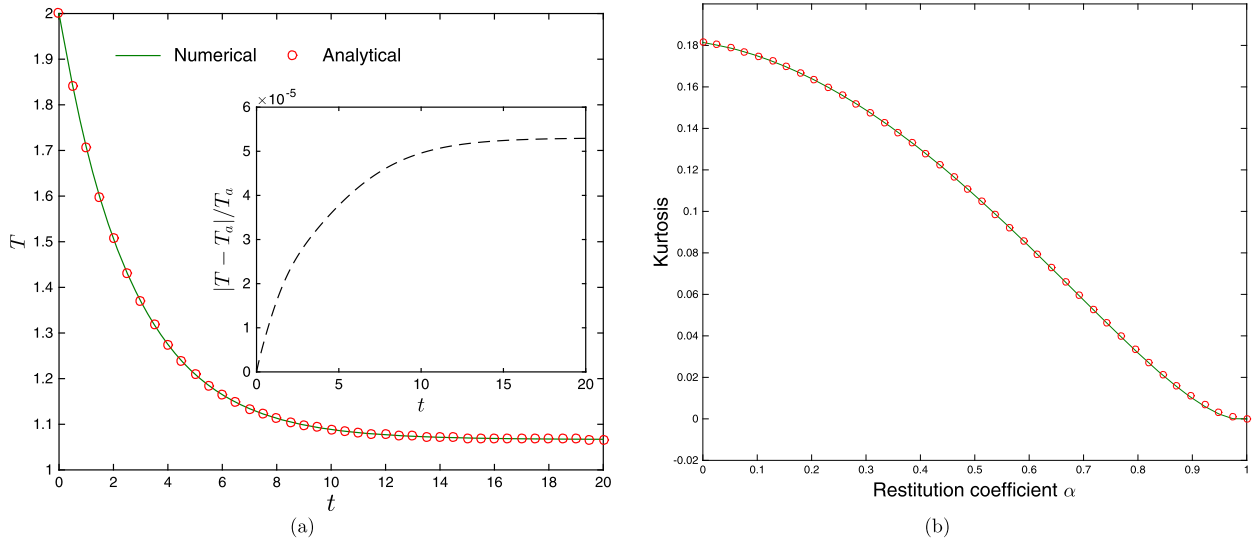 2
1.9
1.8
1.7
1.6
1.5
1.4
1.3
1.2
1.1
1
T
0 2 4 6 8 10 12 14 16 18 20
t
Numerical Analytical
×10^-5
6
5
4
3
2
1
0
|T − T_a|/T_a
0 5 10 15 20
t
(a)
0.18
0.16
0.14
0.12
0.1
0.08
0.06
0.04
0.02
0
-0.02
Kurtosis
0 0.1 0.2 0.3 0.4 0.5 0.6 0.7 0.8 0.9 1
Restitution coefficient α
(b)